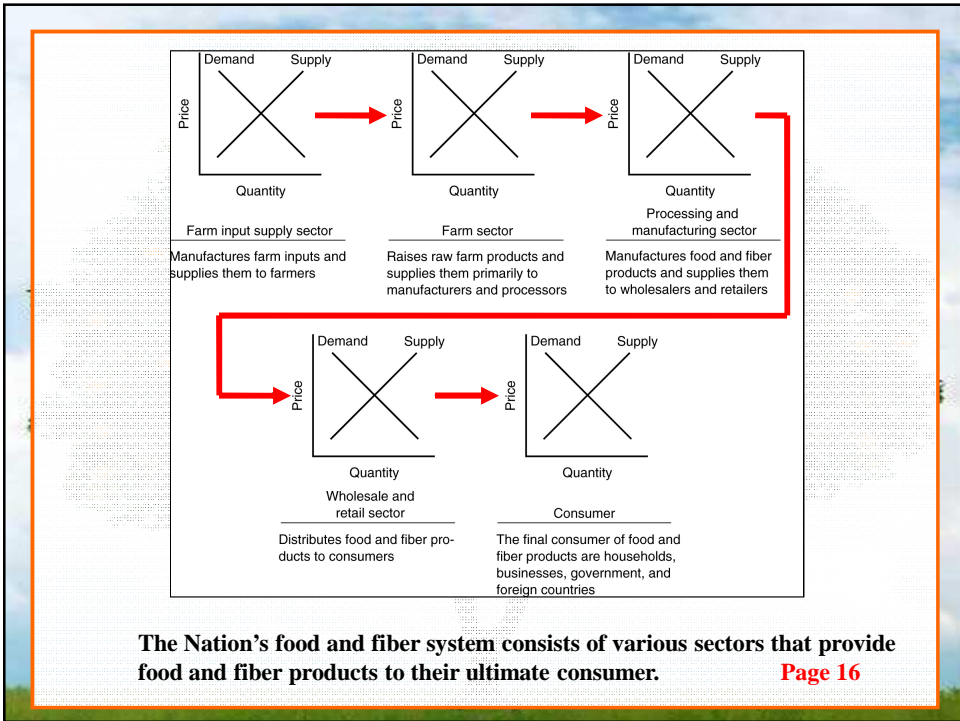 Demand Supply
Price
Quantity
Farm input supply sector
Manufactures farm inputs and
supplies them to farmers
Demand Supply
Price
Quantity
Farm sector
Raises raw farm products and
supplies them primarily to
manufacturers and processors
Demand Supply
Price
Quantity
Processing and
manufacturing sector
Manufactures food and fiber
products and supplies them
to wholesalers and retailers
Demand Supply
Price
Quantity
Wholesale and
retail sector
Distributes food and fiber pro-
ducts to consumers
Demand Supply
Price
Quantity
Consumer
The final consumer of food and
fiber products are households,
businesses, government, and
foreign countries
The Nation’s food and fiber system consists of various sectors that provide
food and fiber products to their ultimate consumer. Page 16